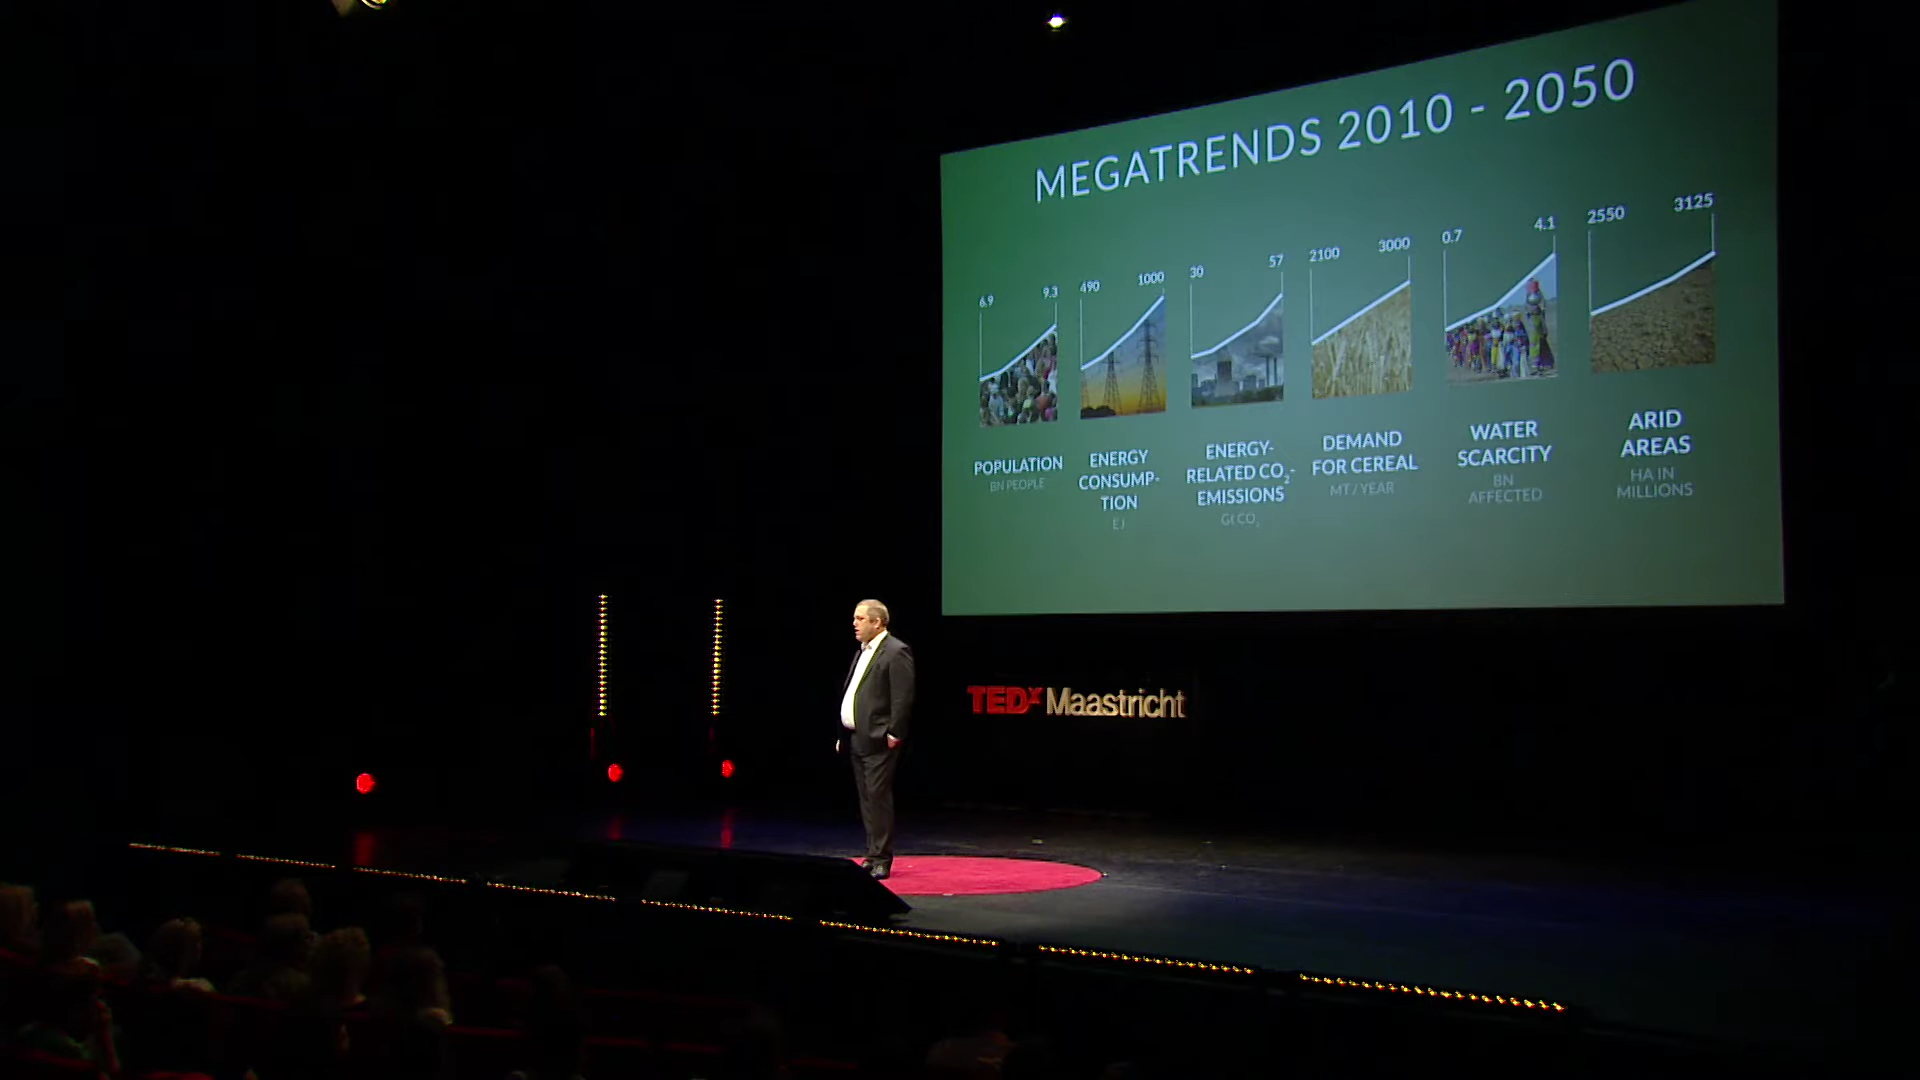 MEGATRENDS 2010 - 2050
6.9 9.3
490 1000
30 57
2100 3000
0.7 4.1
2550 3125
POPULATION
BN PEOPLE
ENERGY
CONSUMP-
TION
EJ
ENERGY-
RELATED CO₂-
EMISSIONS
Gt CO₂
DEMAND
FOR CEREAL
MT / YEAR
WATER
SCARCITY
BN
AFFECTED
ARID
AREAS
HA IN
MILLIONS
TEDx Maastricht